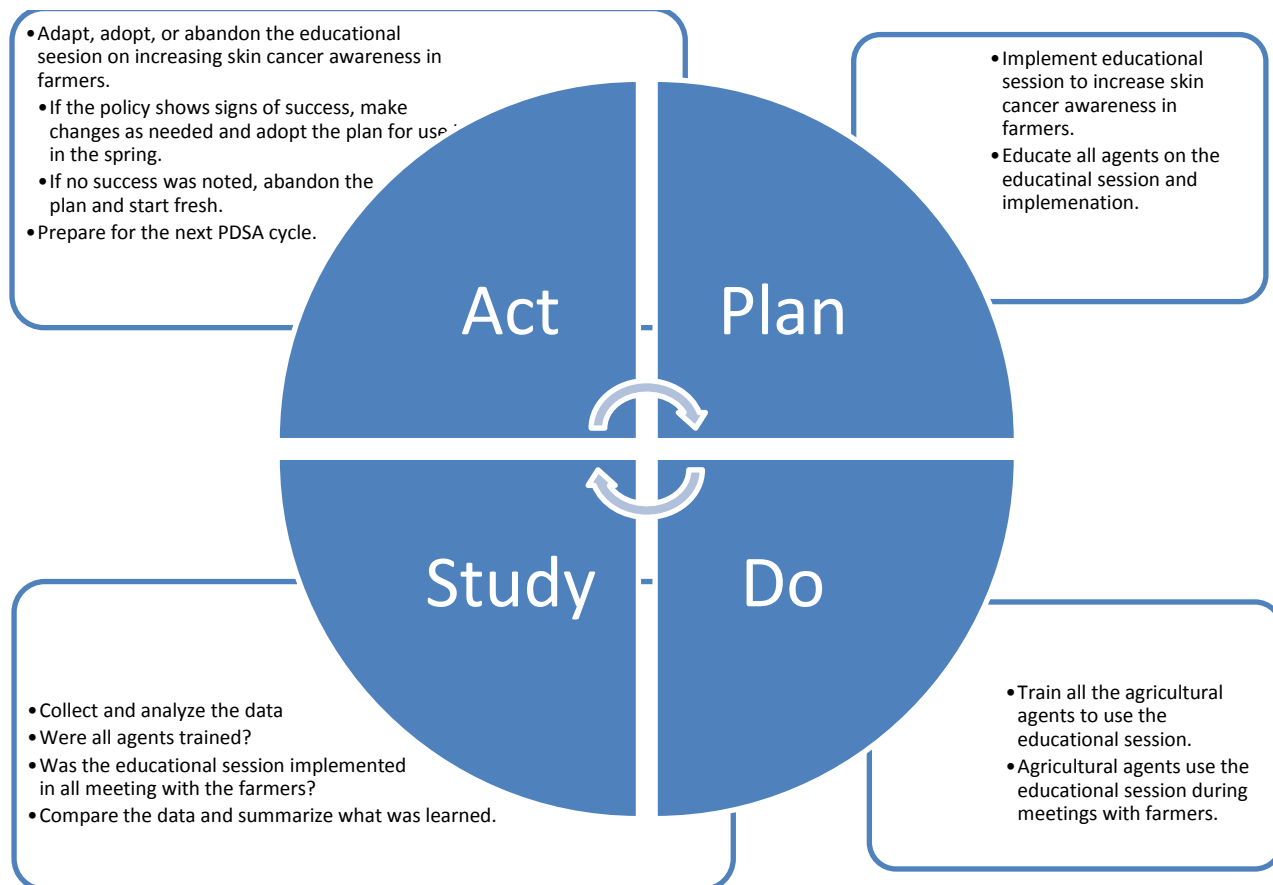 •Adapt, adopt, or abandon the educational
seesion on increasing skin cancer awareness in
farmers.
•If the policy shows signs of success, make
changes as needed and adopt the plan for use
in the spring.
•If no success was noted, abandon the
plan and start fresh.
•Prepare for the next PDSA cycle.
•Implement educational
session to increase skin
cancer awareness in
farmers.
•Educate all agents on the
educatinal session and
implemenation.
Act
Plan
Study
Do
•Collect and analyze the data
•Were all agents trained?
•Was the educational session implemented
in all meeting with the farmers?
•Compare the data and summarize what was learned.
•Train all the agricultural
agents to use the
educational session.
•Agricultural agents use the
educational session during
meetings with farmers.